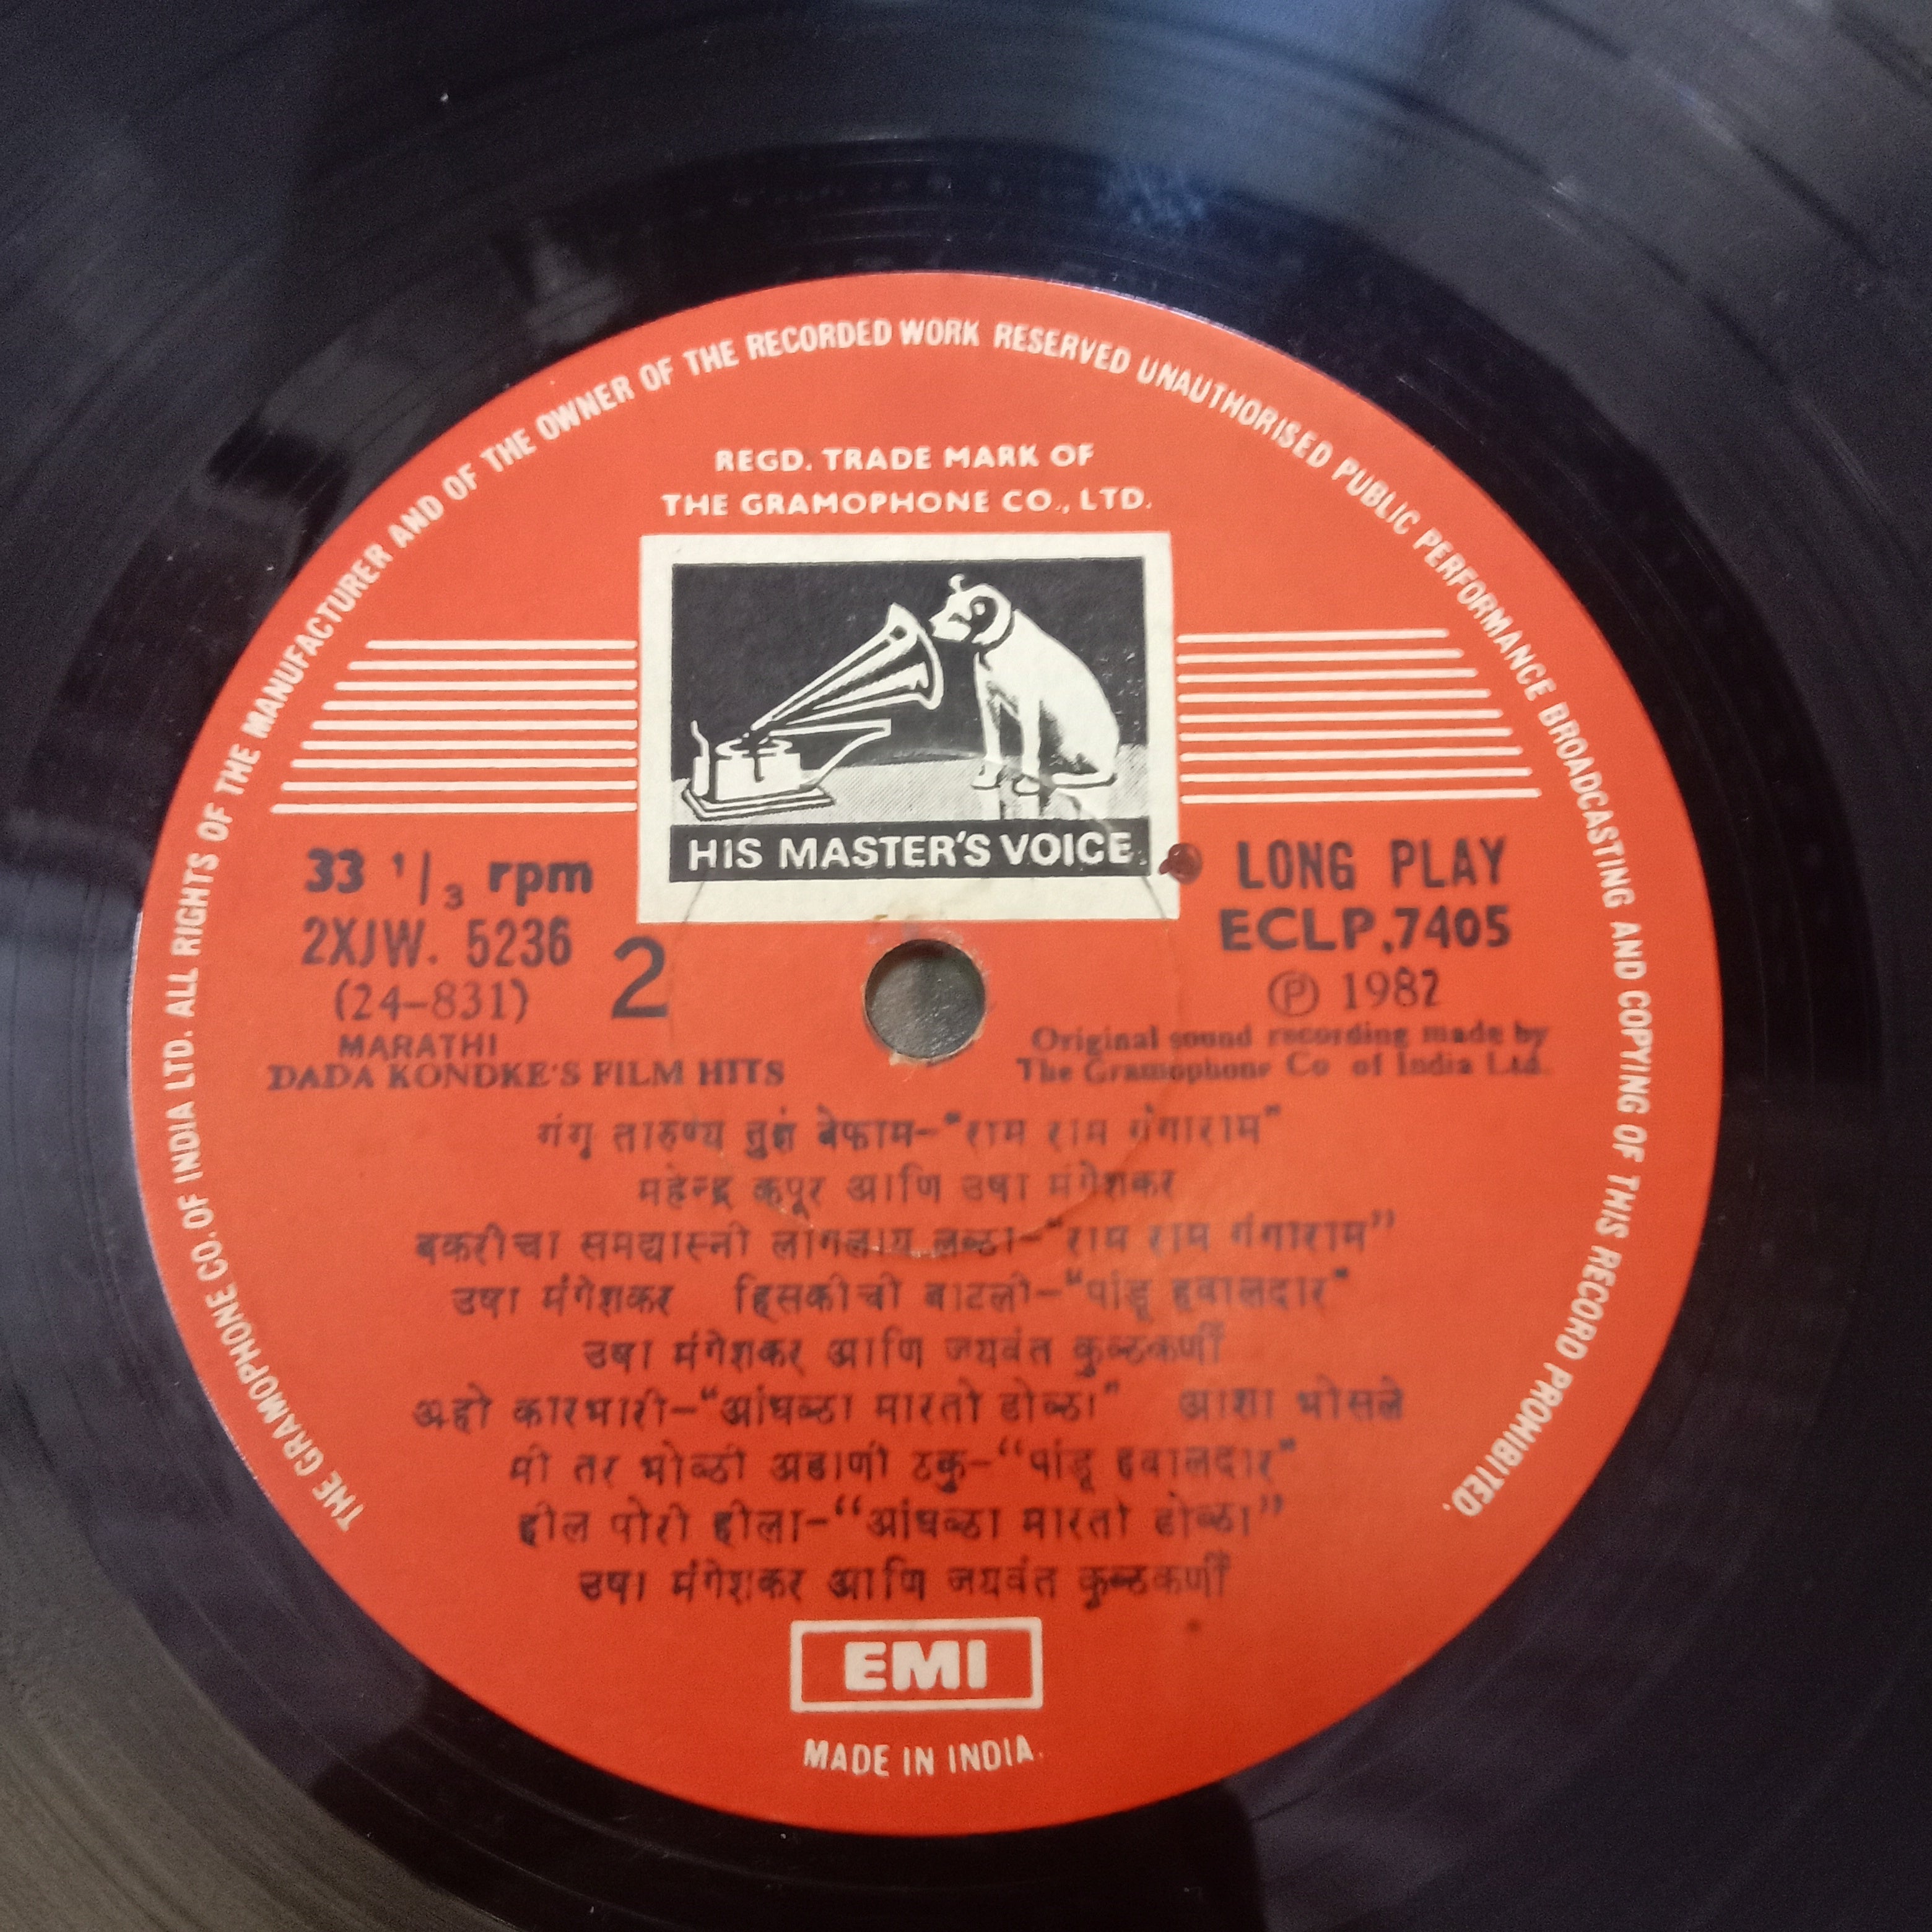 THE GRAMOPHONE CO. OF INDIA LTD. ALL RIGHTS OF THE MANUFACTURER AND OF THE OWNER OF THE RECORDED WORK RESERVED UNAUTHORISED PUBLIC PERFORMANCE BROADCASTING AND COPYING OF THIS RECORD PROHIBITED.
REGD. TRADE MARK OF
THE GRAMOPHONE CO., LTD.
HIS MASTER'S VOICE
33 1/3 rpm
2XJW. 5236
(24-831)
2
MARATHI
DADA KONDKE'S FILM HITS
LONG PLAY
ECLP.7405
Ⓟ 1982
Original sound recording made by
The Gramophone Co of India Ltd.
गंगू तारुण्य तुझं बेफाम-"राम राम गंगाराम"
महेन्द्र कपूर आणि उषा मंगेशकर
बकरीचा समद्यास्नी लागलाय लळा-"राम राम गंगाराम"
उषा मंगेशकर हिसकीची बाटली-"पांडू हवालदार"
उषा मंगेशकर आणि जयवंत कुळकर्णी
अहो कारभारी-"आंधळा मारतो डोळा" आशा भोसले
मी तर भोळी अडाणी ठकु-"पांडू हवालदार"
हील पोरी हीला-"आंधळा मारतो डोळा"
उषा मंगेशकर आणि जयवंत कुळकर्णी
EMI
MADE IN INDIA.